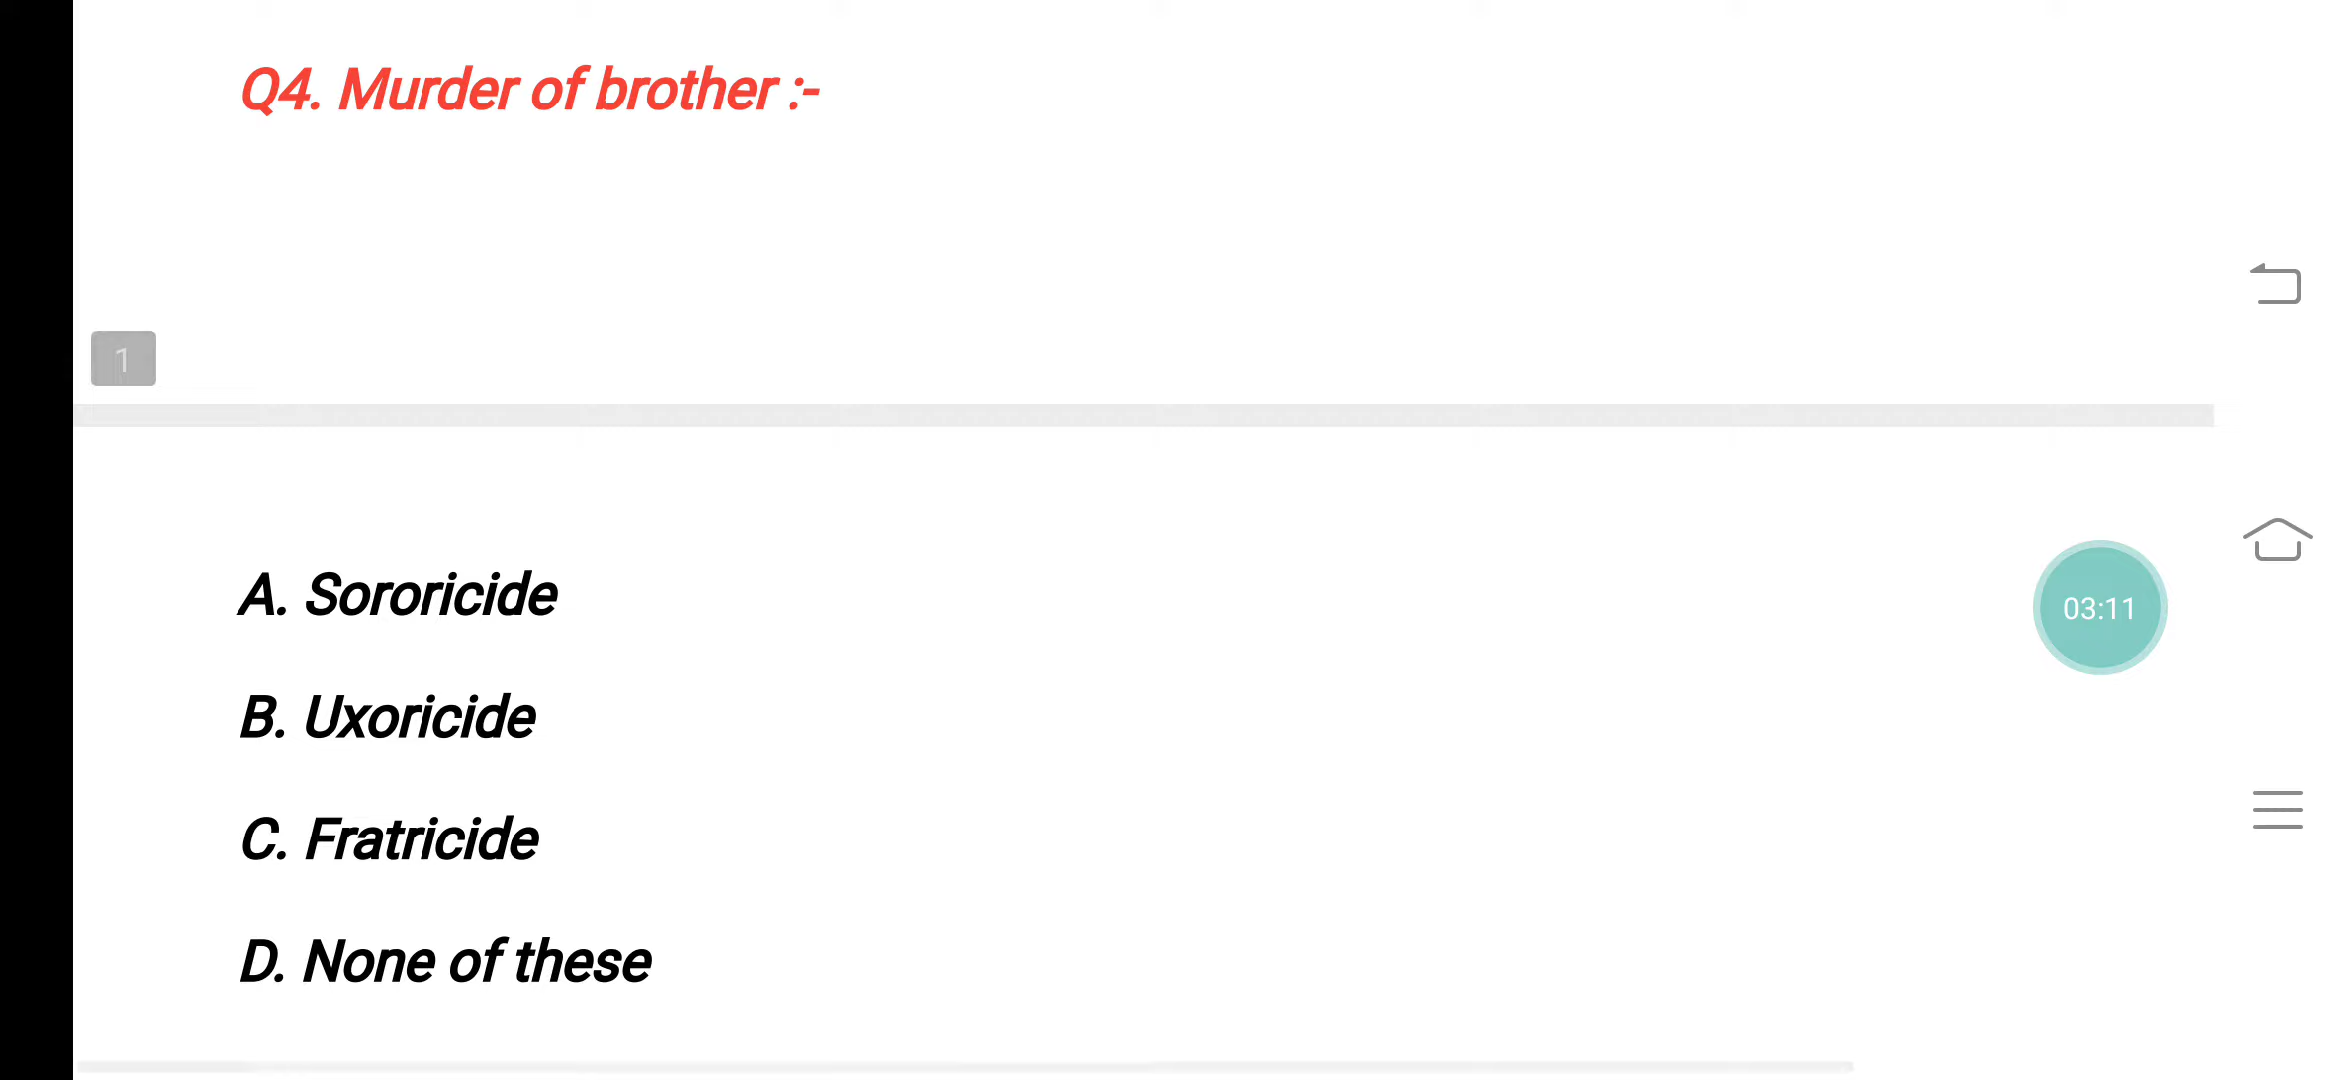 Q4. Murder of brother :-
1
A. Sororicide
03:11
B. Uxoricide
C. Fratricide
D. None of these